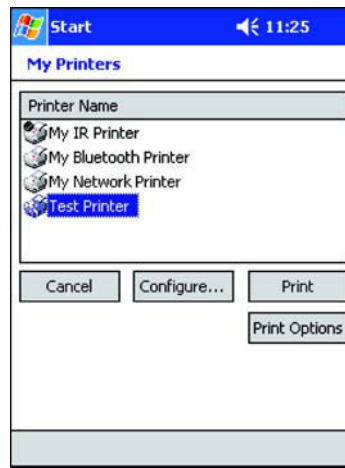 Start 11:25
My Printers
Printer Name
My IR Printer
My Bluetooth Printer
My Network Printer
Test Printer
Cancel Configure... Print
Print Options